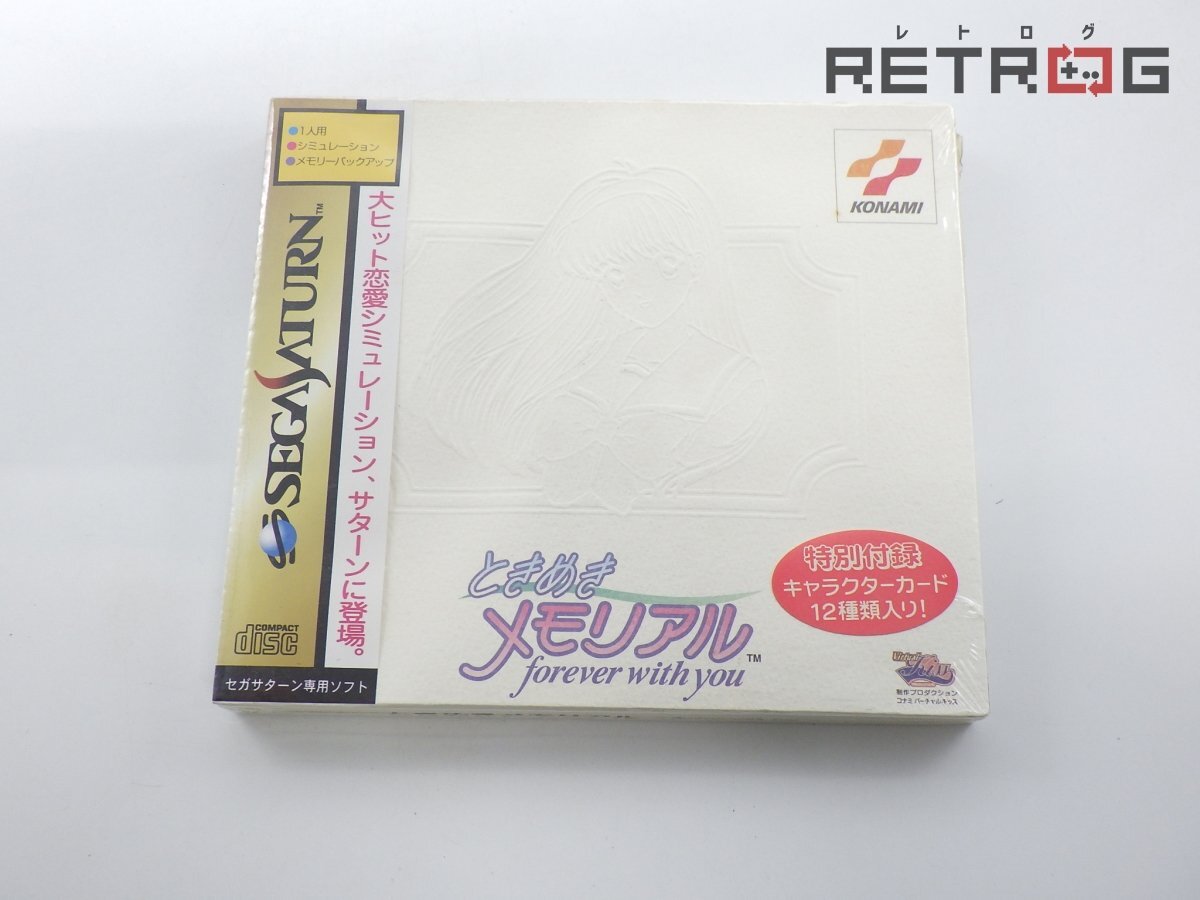 レトログ
RETROG
1人用
シミュレーション
メモリーバックアップ
SEGA SATURN™
大ヒット恋愛シミュレーション、サターンに登場。
COMPACT
disc
セガサターン専用ソフト
KONAMI
ときめき
メモリアル™
forever with you
特別付録
キャラクターカード
12種類入り!
制作プロダクション
コナミ バーチャルキッズ